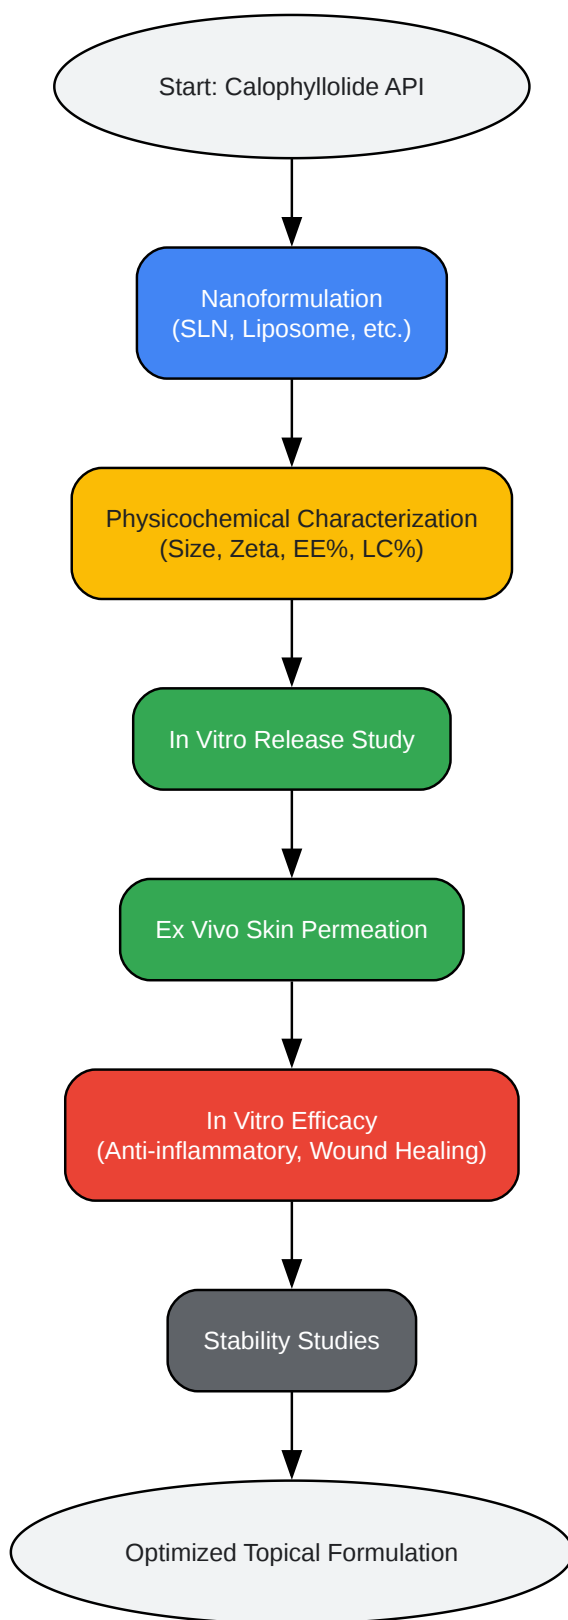 Start: Calophyllolide API
Nanoformulation
(SLN, Liposome, etc.)
Physicochemical Characterization
(Size, Zeta, EE%, LC%)
In Vitro Release Study
Ex Vivo Skin Permeation
In Vitro Efficacy
(Anti-inflammatory, Wound Healing)
Stability Studies
Optimized Topical Formulation